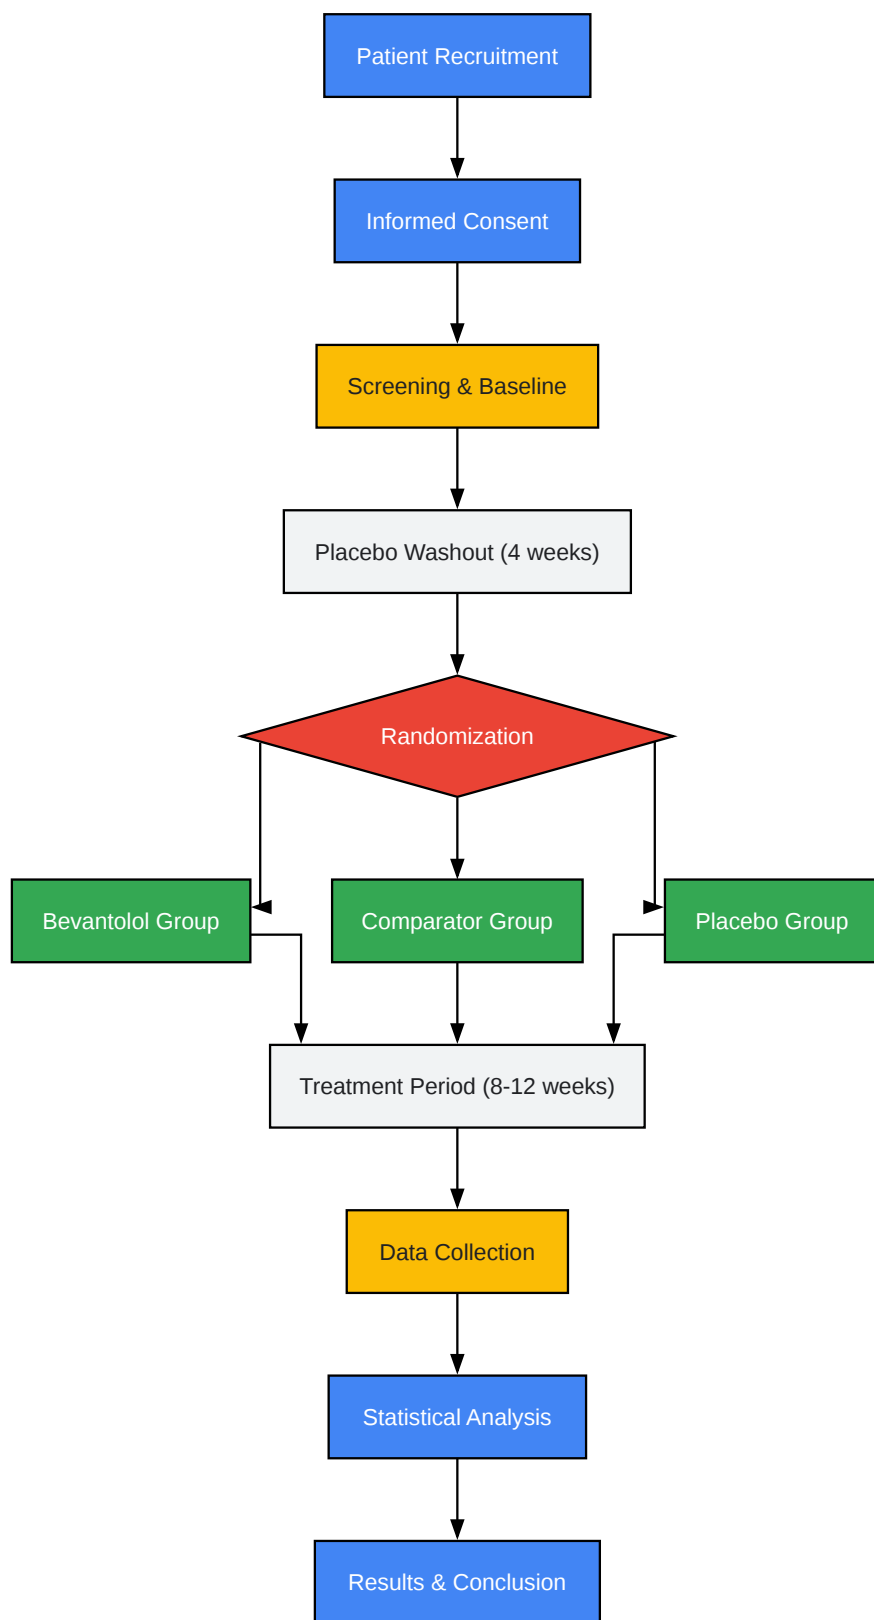 Patient Recruitment
Informed Consent
Screening & Baseline
Placebo Washout (4 weeks)
Randomization
Bevantolol Group
Comparator Group
Placebo Group
Treatment Period (8-12 weeks)
Data Collection
Statistical Analysis
Results & Conclusion